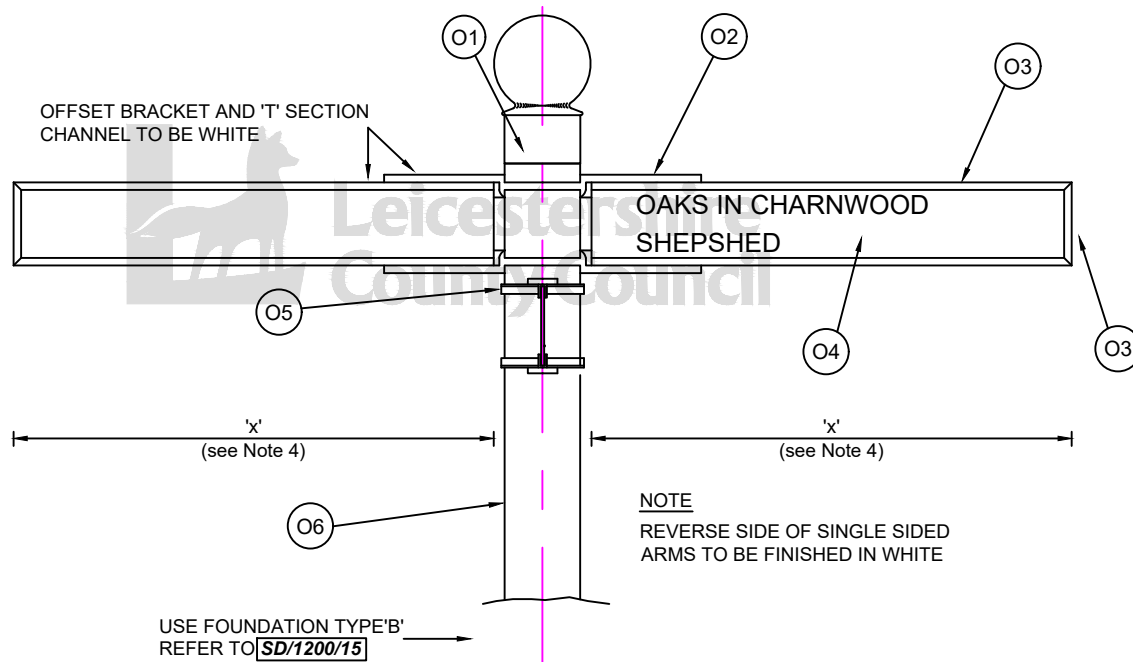 O1
O2
O3
OFFSET BRACKET AND 'T' SECTION
CHANNEL TO BE WHITE
Leicestershire
County Council
OAKS IN CHARNWOOD
SHEPSHED
O5
O4
O3
'x'
(see Note 4)
'x'
(see Note 4)
O6
NOTE
REVERSE SIDE OF SINGLE SIDED
ARMS TO BE FINISHED IN WHITE
USE FOUNDATION TYPE'B'
REFER TO SD/1200/15